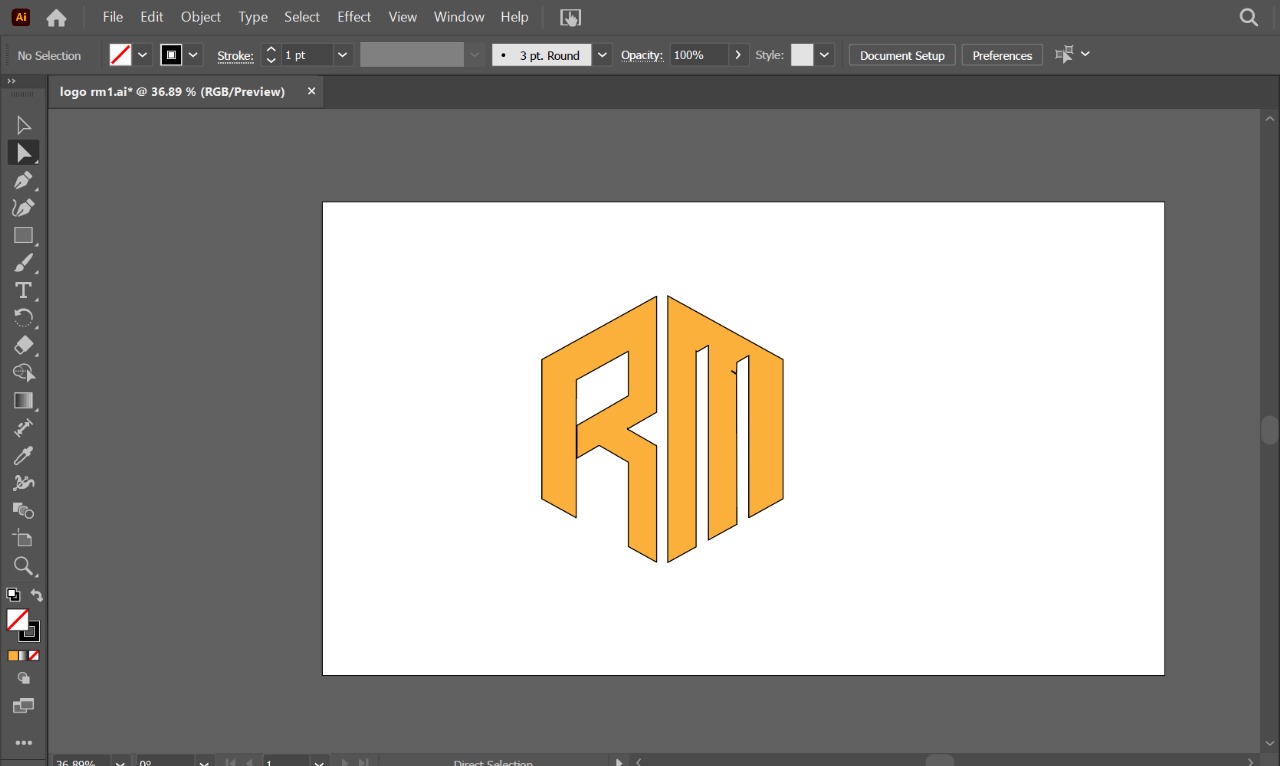 Ai File Edit Object Type Select Effect View Window Help
No Selection Stroke: 1 pt 3 pt. Round Opacity: 100% Style: Document Setup Preferences
logo rm1.ai* @ 36.89 % (RGB/Preview) ×
RM
36.89% 0° 1 Direct Selection